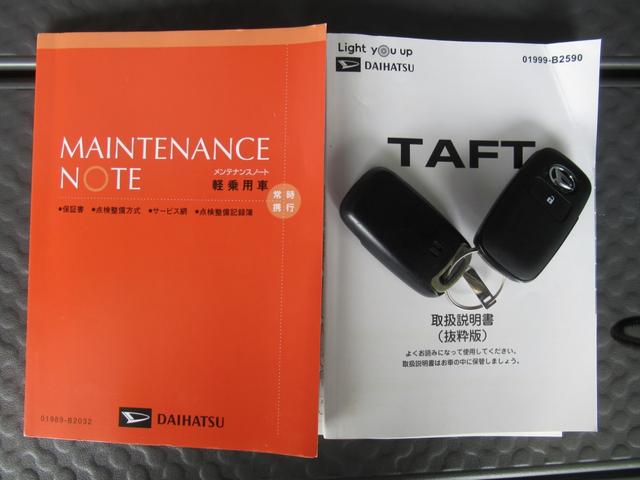 MAINTENANCE
NOTE
メンテナンスノート
軽乗用車
常時
携行
●保証書 ●点検整備方式 ●サービス網 ●点検整備記録簿
01989-B2032
DAIHATSU
Light you up
DAIHATSU
01999-B2590
TAFT
取扱説明書
（抜粋版）
よくお読みになって使用してください。
取扱説明書はお車の中に保管しましょう。